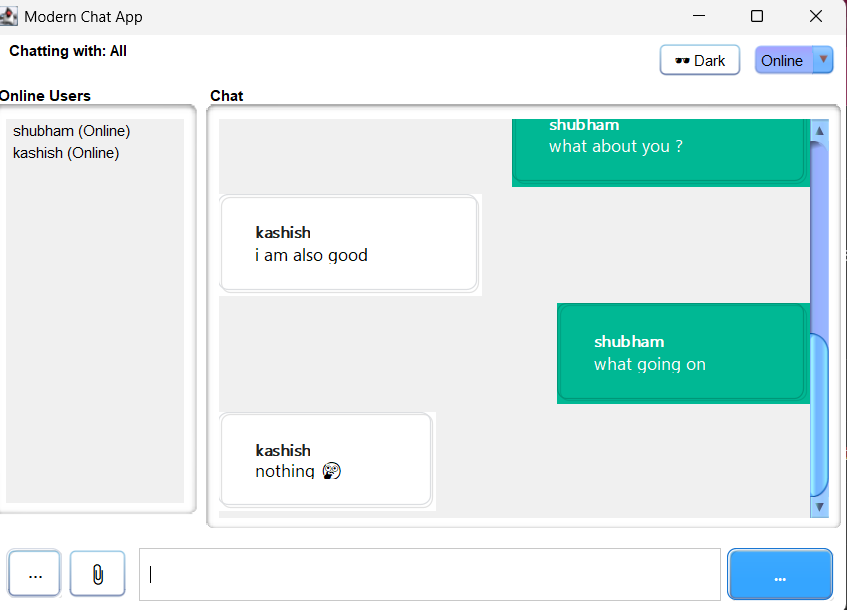 Modern Chat App
Chatting with: All
🕶 Dark
Online
Online Users
Chat
shubham (Online)
kashish (Online)
shubham
what about you ?
kashish
i am also good
shubham
what going on
kashish
nothing
...
...